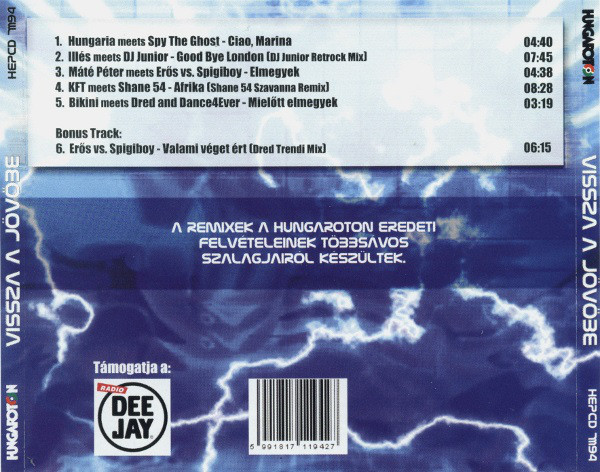 1. Hungaria meets Spy The Ghost - Ciao, Marina 04:40
2. Illés meets DJ Junior - Good Bye London (DJ Junior Retrock Mix) 07:45
3. Máté Péter meets Erős vs. Spigiboy - Elmegyek 04:38
4. KFT meets Shane 54 - Afrika (Shane 54 Szavanna Remix) 08:28
5. Bikini meets Dred and Dance4Ever - Mielőtt elmegyek 03:19
Bonus Track:
6. Erős vs. Spigiboy - Valami véget ért (Dred Trendi Mix) 06:15
A REMIXEK A HUNGAROTON EREDETI
FELVÉTELEINEK TÖBBSÁVOS
SZALAGJAIRÓL KÉSZÜLTEK.
Támogatja a:
RADIO
DEE
JAY
5 991817 119427
HUNGAROTON VISSZA A JÖVŐBE HEPCD 71194
HUNGAROTON VISSZA A JÖVŐBE HEPCD 71194